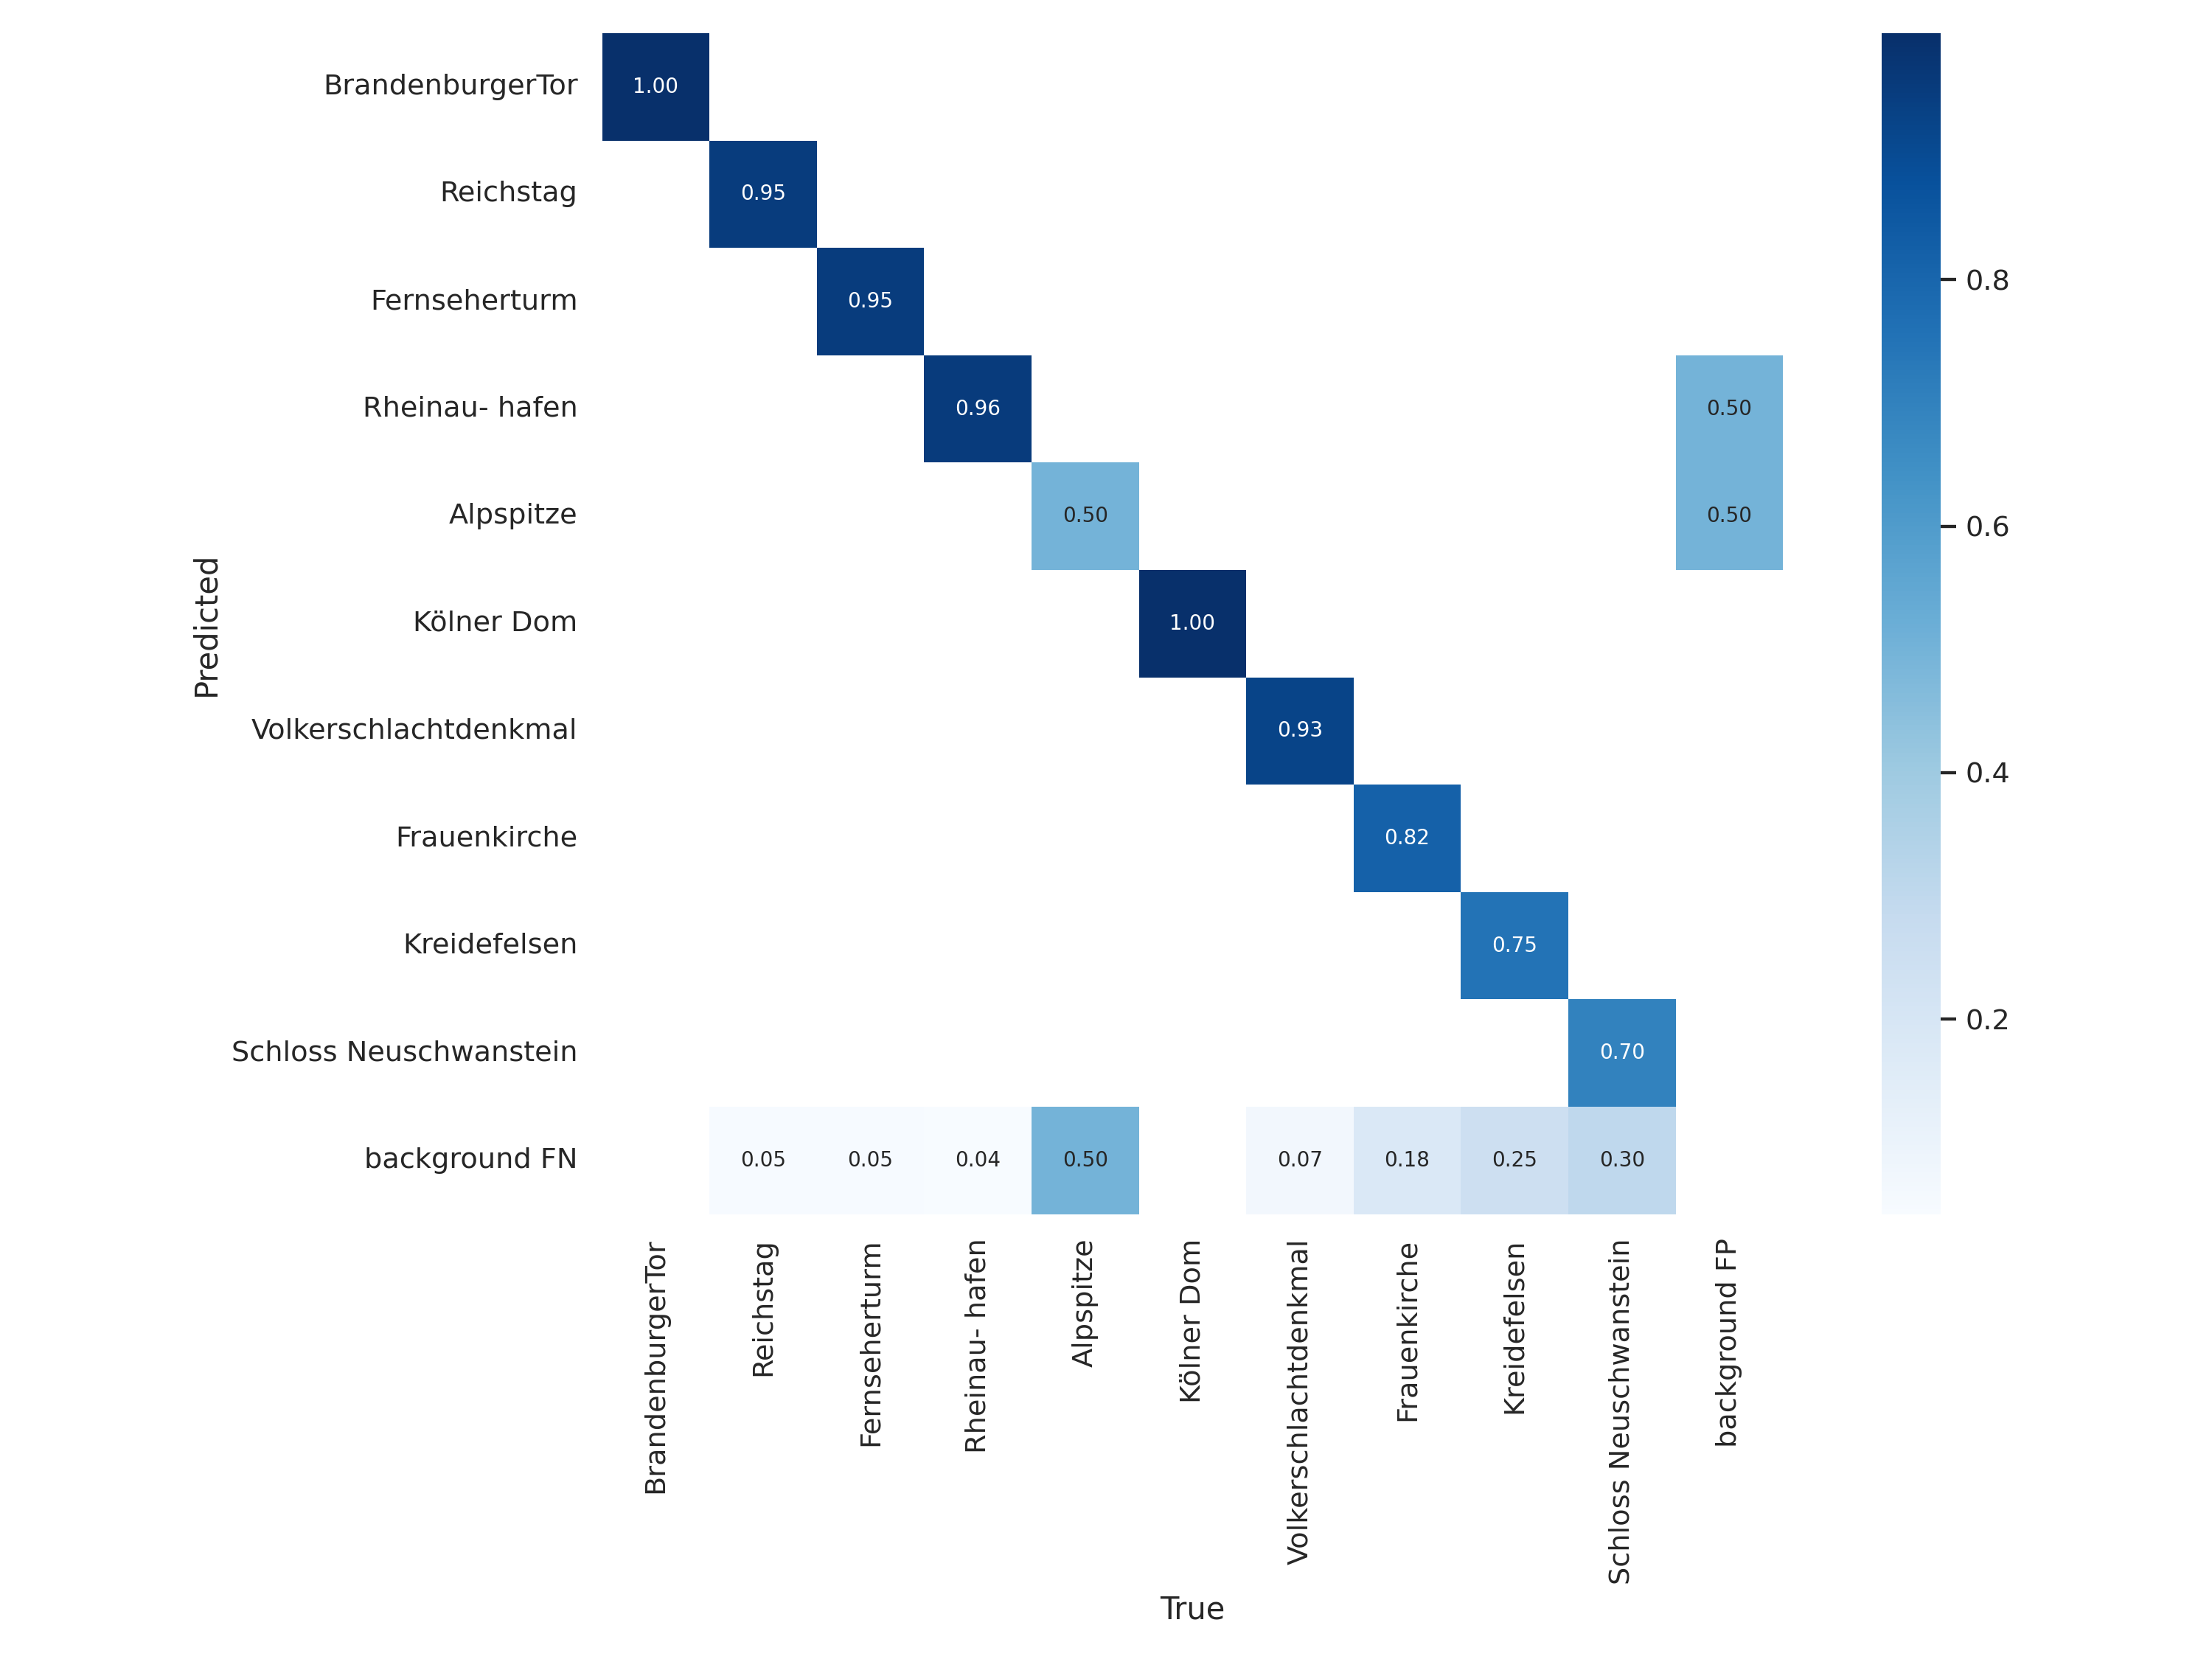 BrandenburgerTor 1.00
Reichstag 0.95
Fernseherturm 0.95 0.8
Rheinau- hafen 0.96 0.50
Alpspitze 0.50 0.50 0.6
Kölner Dom 1.00
Predicted
Volkerschlachtdenkmal 0.93 0.4
Frauenkirche 0.82
Kreidefelsen 0.75
Schloss Neuschwanstein 0.70 0.2
background FN 0.05 0.05 0.04 0.50 0.07 0.18 0.25 0.30
BrandenburgerTor
Reichstag
Fernseherturm
Rheinau- hafen
Alpspitze
Kölner Dom
Volkerschlachtdenkmal
Frauenkirche
Kreidefelsen
Schloss Neuschwanstein
background FP
True